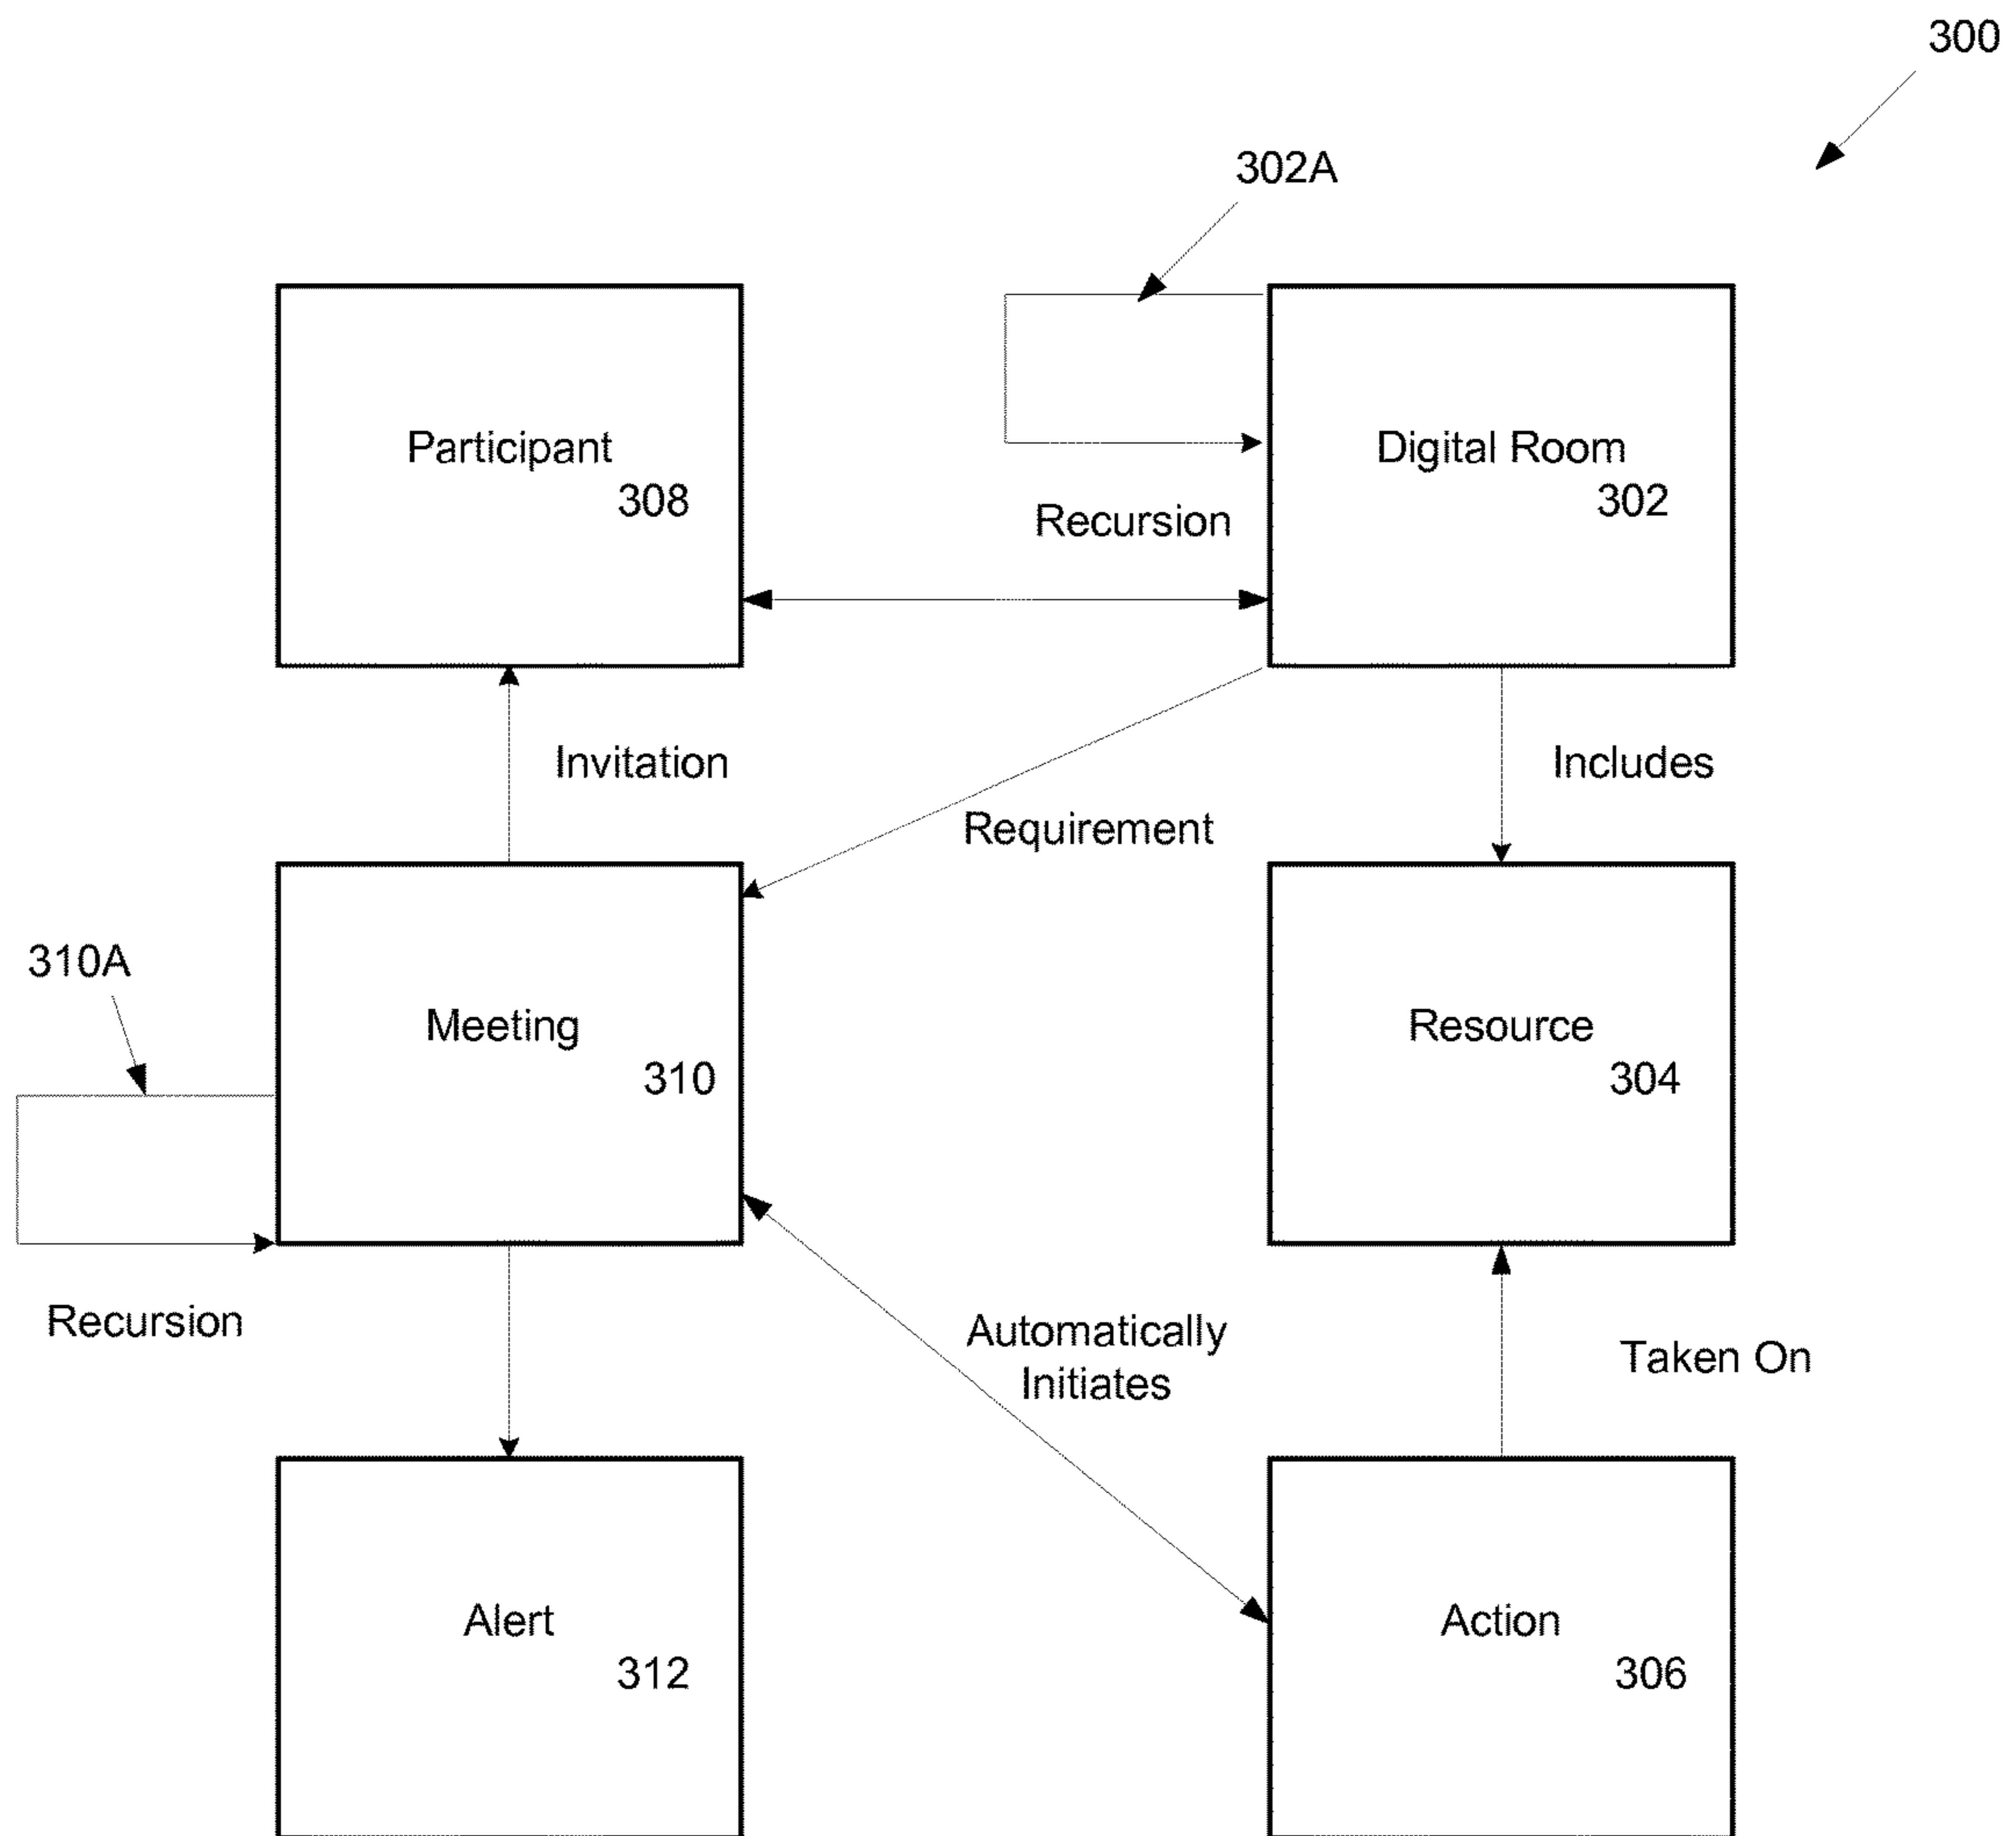 300
302A
Participant
308
Digital Room
302
Recursion
Invitation
Includes
Requirement
310A
Meeting
310
Resource
304
Recursion
Automatically
Initiates
Taken On
Alert
312
Action
306